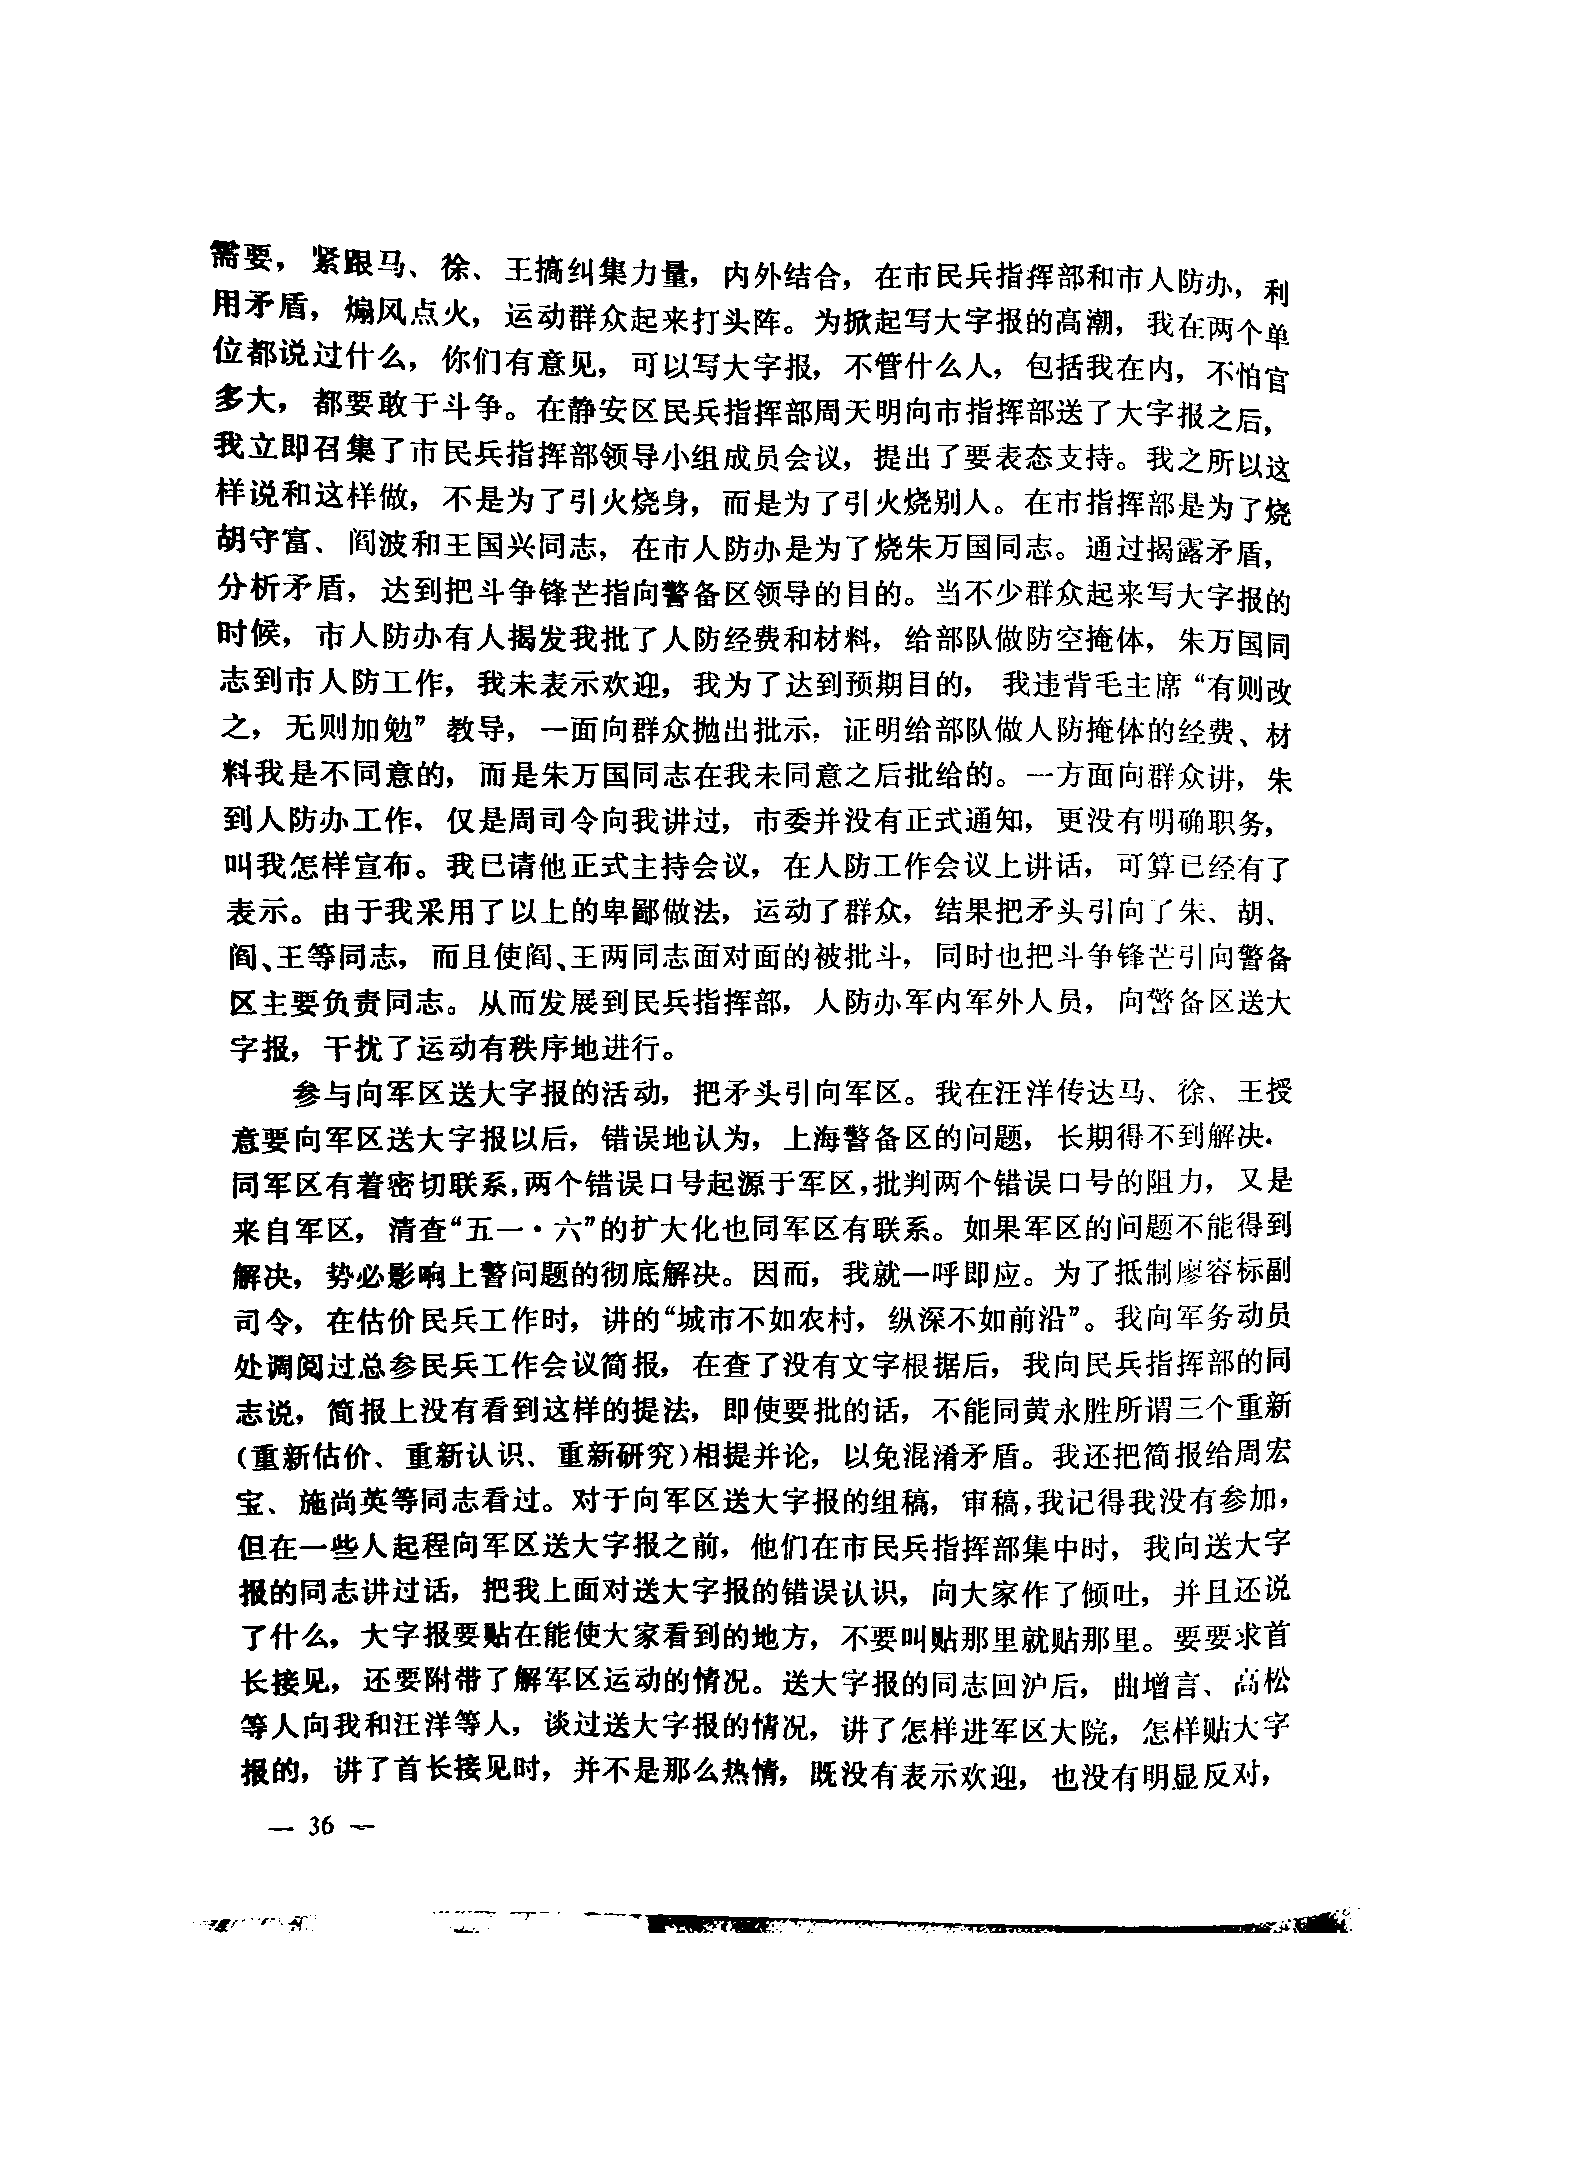 需要，紧跟马、徐、王搞纠集力量，内外结合，在市民兵指挥部和市人防办，利
用矛盾，煽风点火，运动群众起来打头阵。为掀起写大字报的高潮，我在两个单
位都说过什么，你们有意见，可以写大字报，不管什么人，包括我在内，不怕官
多大，都要敢于斗争。在静安区民兵指挥部周天明向市指挥部送了大字报之后，
我立即召集了市民兵指挥部领导小组成员会议，提出了要表态支持。我之所以这
样说和这样做，不是为了引火烧身，而是为了引火烧别人。在市指挥部是为了烧
胡守富、阎波和王国兴同志，在市人防办是为了烧朱万国同志。通过揭露矛盾，
分析矛盾，达到把斗争锋芒指向警备区领导的目的。当不少群众起来写大字报的
时候，市人防办有人揭发我批了人防经费和材料，给部队做防空掩体，朱万国同
志到市人防工作，我未表示欢迎，我为了达到预期目的，我违背毛主席“有则改
之，无则加勉”教导，一面向群众抛出批示，证明给部队做人防掩体的经费、材
料我是不同意的，而是朱万国同志在我未同意之后批给的。一方面向群众讲，朱
到人防办工作，仅是周司令向我讲过，市委并没有正式通知，更没有明确职务，
叫我怎样宣布。我已请他正式主持会议，在人防工作会议上讲话，可算已经有了
表示。由于我采用了以上的卑鄙做法，运动了群众，结果把矛头引向了朱、胡、
阎、王等同志，而且使阎、王两同志面对面的被批斗，同时也把斗争锋芒引向警备
区主要负责同志。从而发展到民兵指挥部，人防办军内军外人员，向警备区送大
字报，干扰了运动有秩序地进行。
参与向军区送大字报的活动，把矛头引向军区。我在汪洋传达马、徐、王授
意要向军区送大字报以后，错误地认为，上海警备区的问题，长期得不到解决.
同军区有着密切联系，两个错误口号起源于军区，批判两个错误口号的阻力，又是
来自军区，清查“五一·六”的扩大化也同军区有联系。如果军区的问题不能得到
解决，势必影响上警问题的彻底解决。因而，我就一呼即应。为了抵制廖容标副
司令，在估价民兵工作时，讲的“城市不如农村，纵深不如前沿”。我向军务动员
处调阅过总参民兵工作会议简报，在查了没有文字根据后，我向民兵指挥部的同
志说，简报上没有看到这样的提法，即使要批的话，不能同黄永胜所谓三个重新
（重新估价、重新认识、重新研究）相提并论，以免混淆矛盾。我还把简报给周宏
宝、施尚英等同志看过。对于向军区送大字报的组稿，审稿，我记得我没有参加，
但在一些人起程向军区送大字报之前，他们在市民兵指挥部集中时，我向送大字
报的同志讲过话，把我上面对送大字报的错误认识，向大家作了倾吐，并且还说
了什么，大字报要贴在能使大家看到的地方，不要叫贴那里就贴那里。要要求首
长接见，还要附带了解军区运动的情况。送大字报的同志回沪后，曲增言、高松
等人向我和汪洋等人，谈过送大字报的情况，讲了怎样进军区大院，怎样贴大字
报的，讲了首长接见时，并不是那么热情，既没有表示欢迎，也没有明显反对，
— 36 —